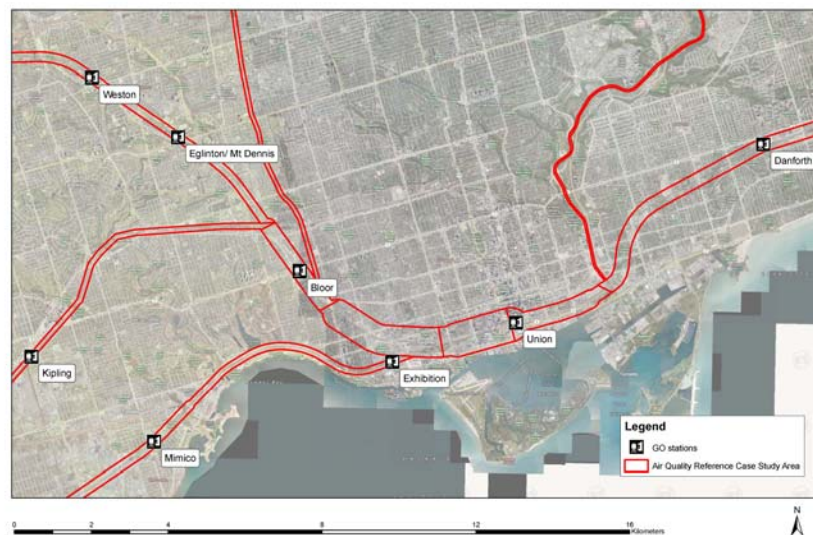 Weston
Eglinton/ Mt Dennis
Danforth
Bloor
Union
Kipling
Exhibition
Mimico
Legend
GO stations
Air Quality Reference Case Study Area
N
0 2 4 8 12 16
Kilometers